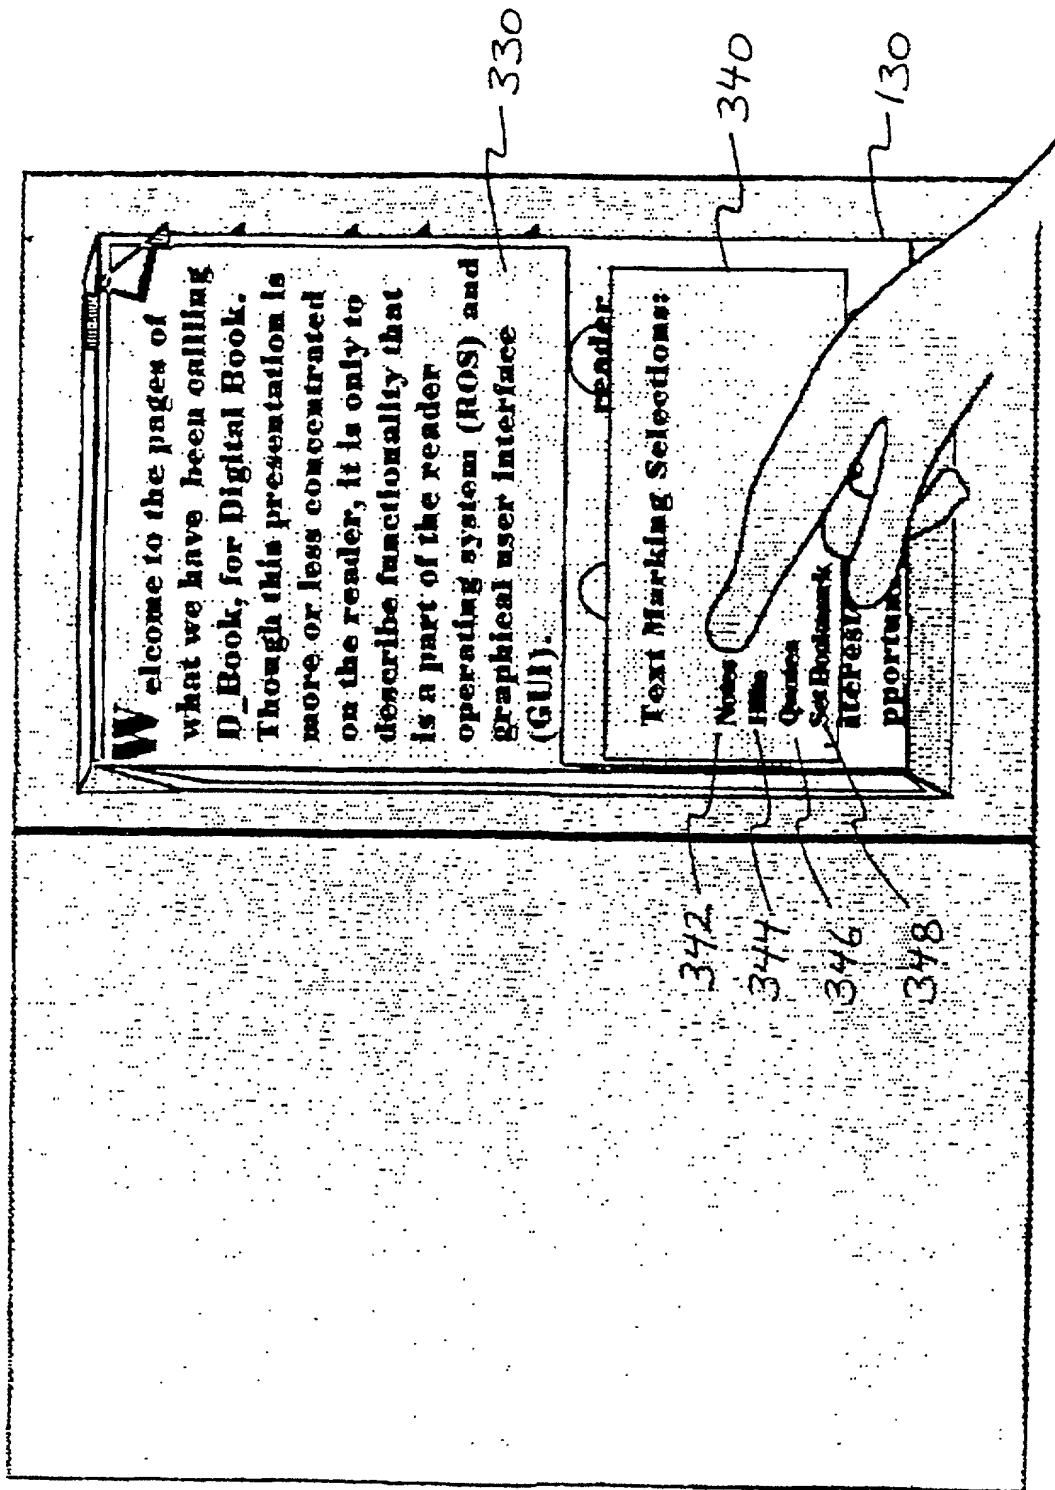 Welcome to the pages of
what we have been callling
D_Book, for Digital Book.
Though this presentation is
more or less concentrated
on the reader, it is only to
describe functionality that
is a part of the reader
operating system (ROS) and
graphical user interface
(GUI).
330
reader
Text Marking Selections:
340
342
Notes
344
Hilite
346
Quotes
348
Set Bookmark
pportun
130